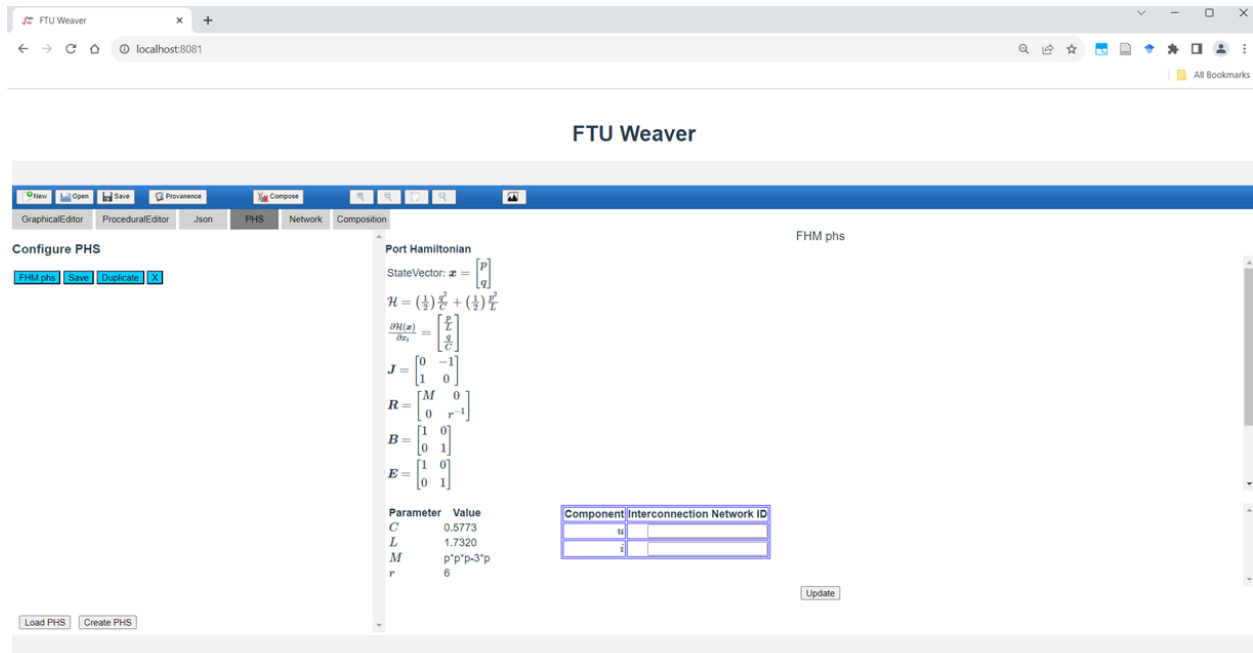 FTU Weaver
localhost:8081
All Bookmarks
FTU Weaver
New Open Save Provanence Compose
GraphicalEditor ProceduralEditor Json PHS Network Composition
FHM phs
Configure PHS
FHM phs Save Duplicate X
Port Hamiltonian
StateVector: x = [p q]
H = (1/2) q²/C + (1/2) p²/L
∂H(x)/∂xᵢ = [p/L q/C]
J = [0 −1 1 0]
R = [M 0 0 r⁻¹]
B = [1 0 0 1]
E = [1 0 0 1]
Parameter Value
C 0.5773
L 1.7320
M p*p*p-3*p
r 6
Component Interconnection Network ID
u
i
Update
Load PHS Create PHS